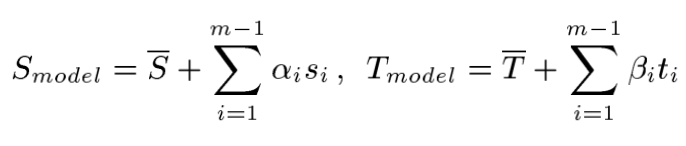 $S_{model} = \overline{S} + \sum_{i=1}^{m-1} \alpha_i s_i \, , \; T_{model} = \overline{T} + \sum_{i=1}^{m-1} \beta_i t_i$